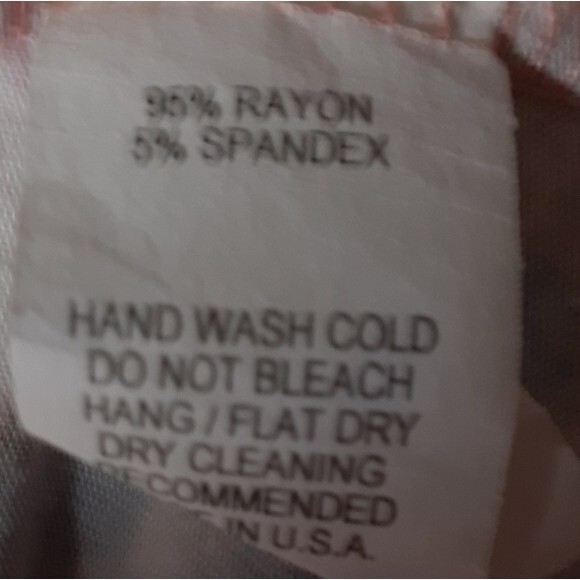 95% RAYON
5% SPANDEX
HAND WASH COLD
DO NOT BLEACH
HANG / FLAT DRY
DRY CLEANING
RECOMMENDED
IN U.S.A.